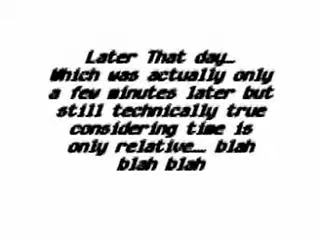 Later That day...
Which was actually only
a few minutes later but
still technically true
considering time is
only relative.... blah
blah blah